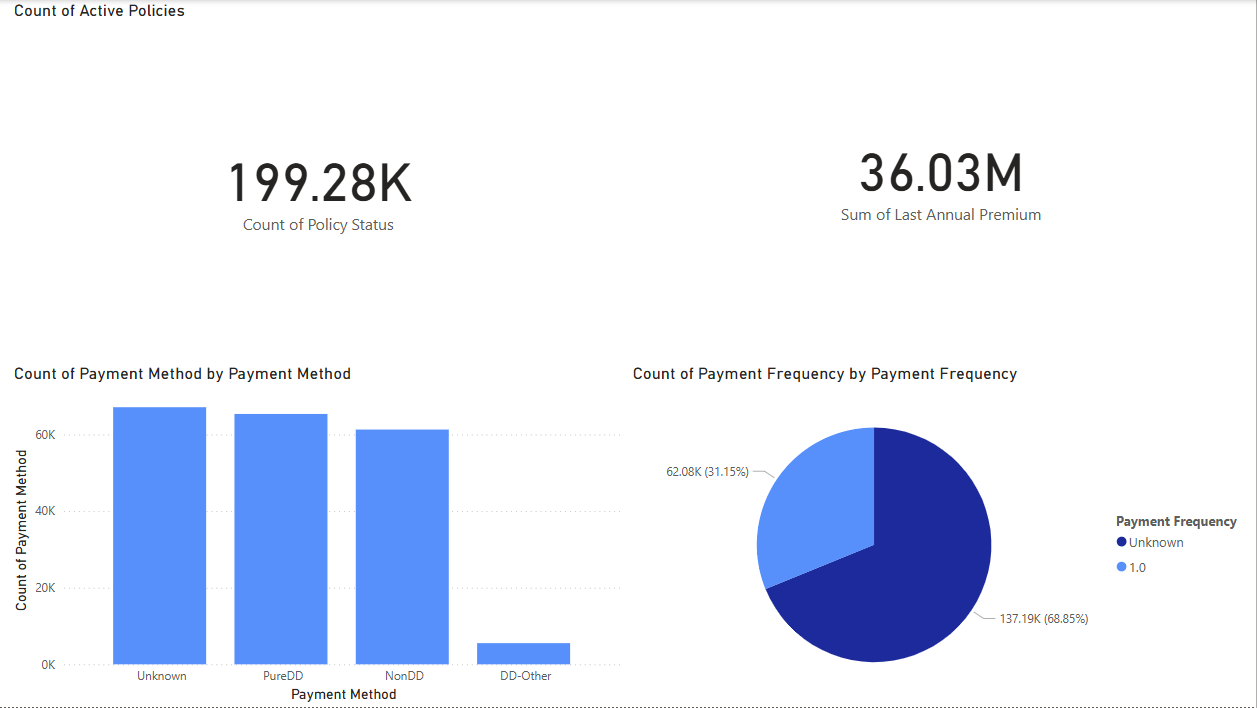 Count of Active Policies
199.28K
Count of Policy Status
36.03M
Sum of Last Annual Premium
Count of Payment Method by Payment Method
Count of Payment Method
60K
40K
20K
0K
Unknown
PureDD
NonDD
DD-Other
Payment Method
Count of Payment Frequency by Payment Frequency
62.08K (31.15%)
137.19K (68.85%)
Payment Frequency
Unknown
1.0